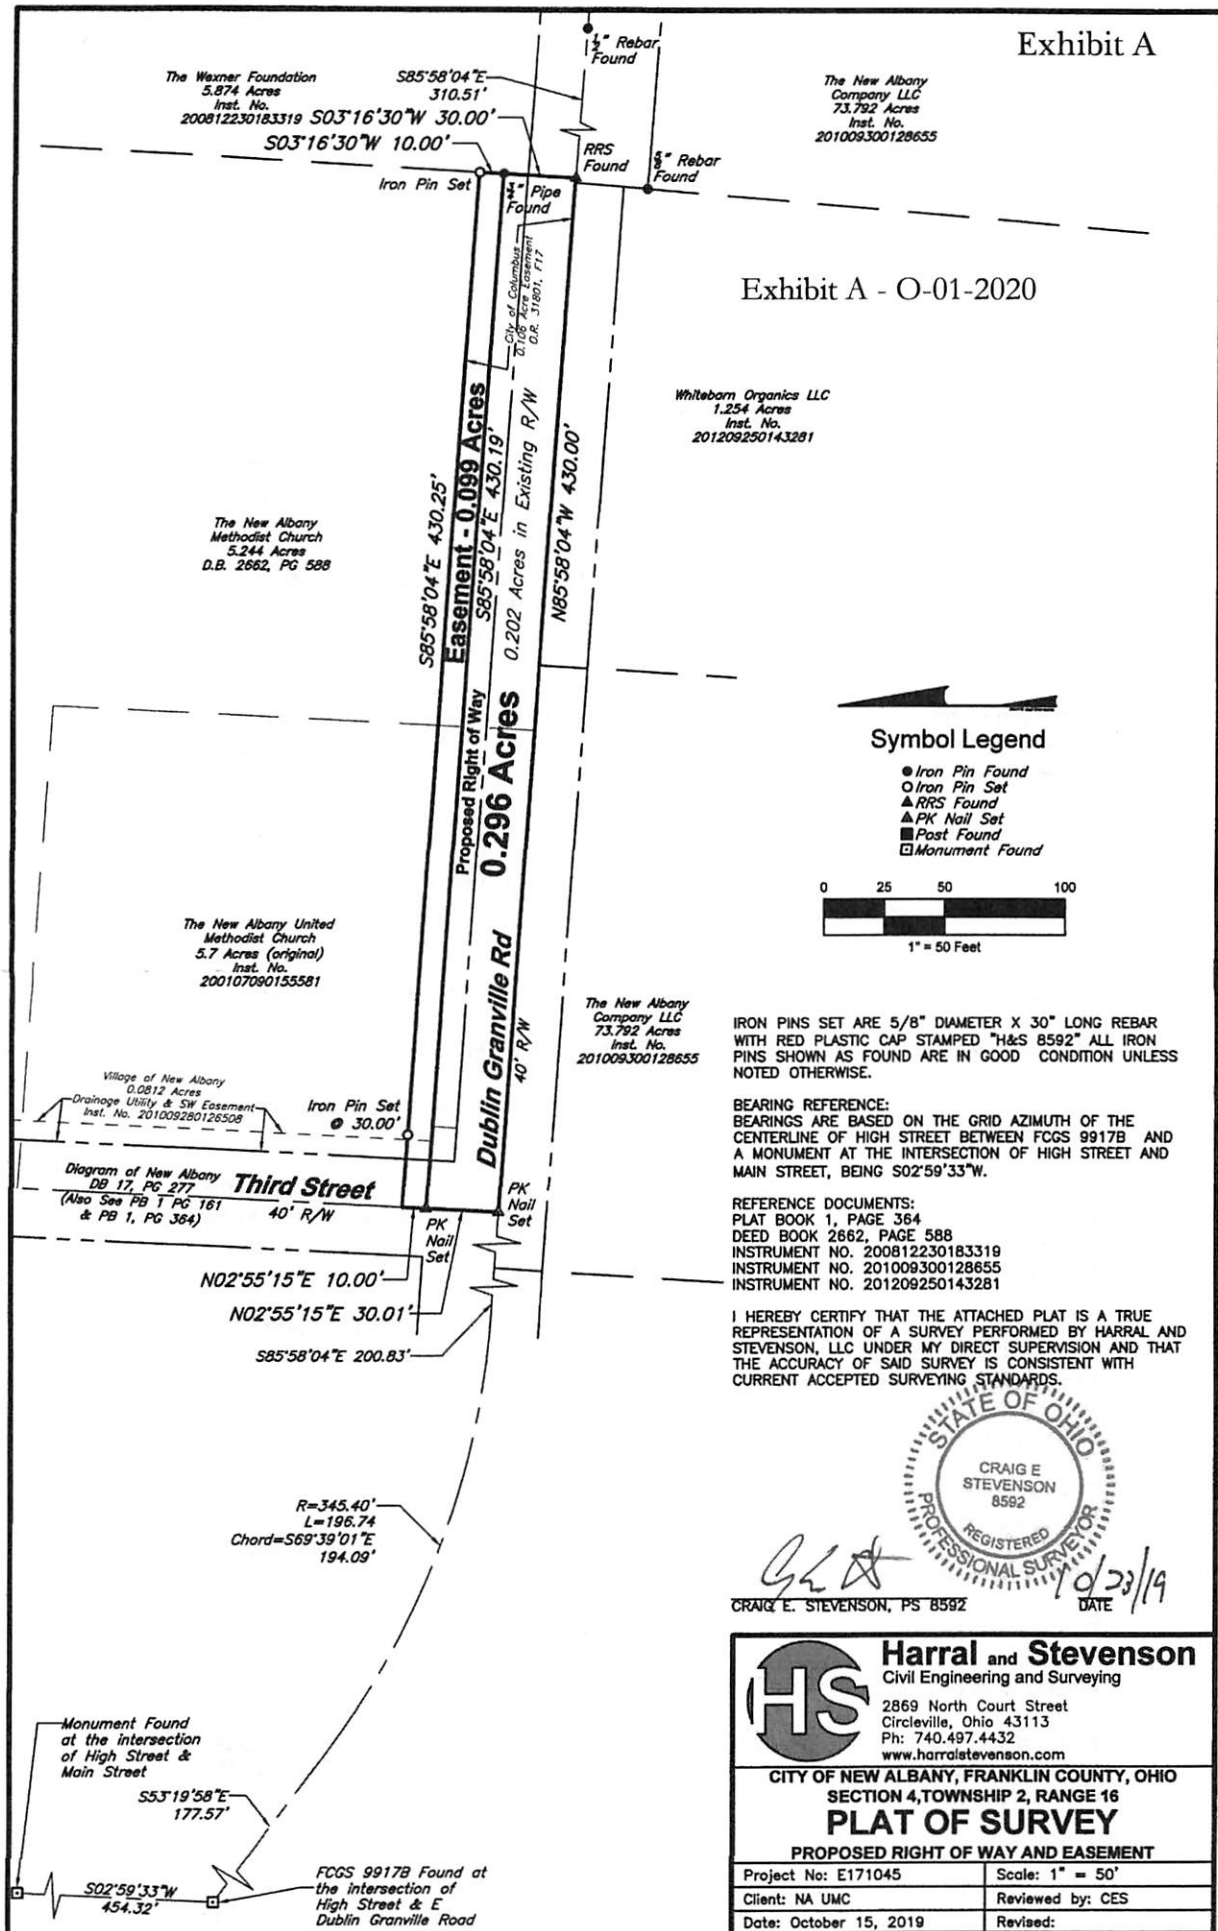 Exhibit A
1/2" Rebar
Found
The Wexner Foundation
5.874 Acres
Inst. No.
200812230183319
S85°58'04"E
310.51'
S03°16'30"W 30.00'
S03°16'30"W 10.00'
The New Albany
Company LLC
73.792 Acres
Inst. No.
201009300128655
RRS
Found
5/8" Rebar
Found
Iron Pin Set
Pipe
Found
City of Columbus
0.106 Acre Easement
O.R. 31801, F17
Exhibit A - O-01-2020
Whitebarn Organics LLC
1.254 Acres
Inst. No.
201209250143281
S85°58'04"E 430.25'
Easement - 0.099 Acres
S85°58'04"E 430.19'
0.202 Acres in Existing R/W
N85°58'04"W 430.00'
The New Albany
Methodist Church
5.244 Acres
D.B. 2662, PG 588
Proposed Right of Way
0.296 Acres
Symbol Legend
Iron Pin Found
Iron Pin Set
RRS Found
PK Nail Set
Post Found
Monument Found
0 25 50 100
1" = 50 Feet
The New Albany United
Methodist Church
5.7 Acres (original)
Inst. No.
200107090155581
Dublin Granville Rd
40' R/W
The New Albany
Company LLC
73.792 Acres
Inst. No.
201009300128655
Village of New Albany
0.0812 Acres
Drainage Utility & SW Easement
Inst. No. 201009280126508
Iron Pin Set
@ 30.00'
Diagram of New Albany
DB 17, PG 277
(Also See PB 1 PG 161
& PB 1, PG 364)
Third Street
40' R/W
PK
Nail
Set
PK
Nail
Set
N02°55'15"E 10.00'
N02°55'15"E 30.01'
S85°58'04"E 200.83'
IRON PINS SET ARE 5/8" DIAMETER X 30" LONG REBAR
WITH RED PLASTIC CAP STAMPED "H&S 8592" ALL IRON
PINS SHOWN AS FOUND ARE IN GOOD CONDITION UNLESS
NOTED OTHERWISE.
BEARING REFERENCE:
BEARINGS ARE BASED ON THE GRID AZIMUTH OF THE
CENTERLINE OF HIGH STREET BETWEEN FCGS 9917B AND
A MONUMENT AT THE INTERSECTION OF HIGH STREET AND
MAIN STREET, BEING S02°59'33"W.
REFERENCE DOCUMENTS:
PLAT BOOK 1, PAGE 364
DEED BOOK 2662, PAGE 588
INSTRUMENT NO. 200812230183319
INSTRUMENT NO. 201009300128655
INSTRUMENT NO. 201209250143281
I HEREBY CERTIFY THAT THE ATTACHED PLAT IS A TRUE
REPRESENTATION OF A SURVEY PERFORMED BY HARRAL AND
STEVENSON, LLC UNDER MY DIRECT SUPERVISION AND THAT
THE ACCURACY OF SAID SURVEY IS CONSISTENT WITH
CURRENT ACCEPTED SURVEYING STANDARDS.
STATE OF OHIO
CRAIG E
STEVENSON
8592
REGISTERED
PROFESSIONAL SURVEYOR
10/23/19
CRAIG E. STEVENSON, PS 8592
DATE
R=345.40'
L=196.74
Chord=S69°39'01"E
194.09'
Monument Found
at the intersection
of High Street &
Main Street
S53°19'58"E
177.57'
S02°59'33"W
454.32'
FCGS 9917B Found at
the intersection of
High Street & E
Dublin Granville Road
HS
Harral and Stevenson
Civil Engineering and Surveying
2869 North Court Street
Circleville, Ohio 43113
Ph: 740.497.4432
www.harralstevenson.com
CITY OF NEW ALBANY, FRANKLIN COUNTY, OHIO
SECTION 4,TOWNSHIP 2, RANGE 16
PLAT OF SURVEY
PROPOSED RIGHT OF WAY AND EASEMENT
Project No: E171045
Scale: 1" = 50'
Client: NA UMC
Reviewed by: CES
Date: October 15, 2019
Revised: